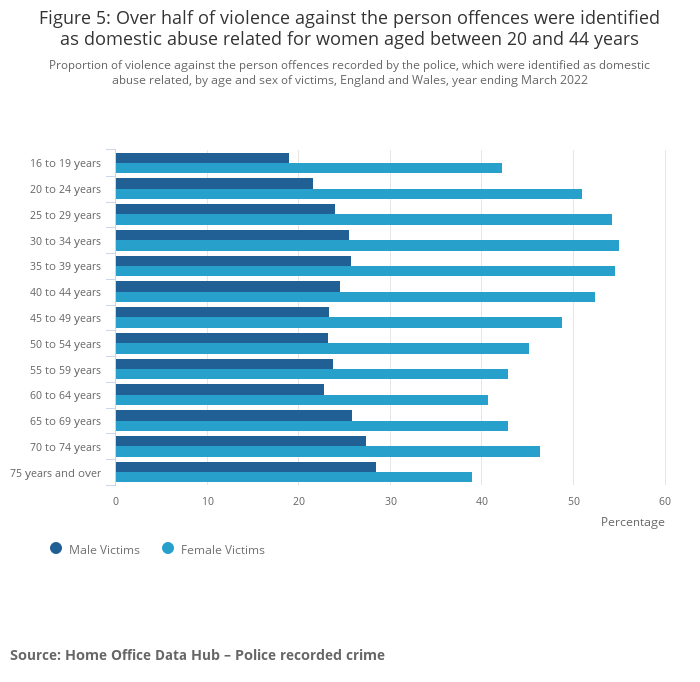 Figure 5: Over half of violence against the person offences were identified
as domestic abuse related for women aged between 20 and 44 years
Proportion of violence against the person offences recorded by the police, which were identified as domestic
abuse related, by age and sex of victims, England and Wales, year ending March 2022
16 to 19 years
20 to 24 years
25 to 29 years
30 to 34 years
35 to 39 years
40 to 44 years
45 to 49 years
50 to 54 years
55 to 59 years
60 to 64 years
65 to 69 years
70 to 74 years
75 years and over
0 10 20 30 40 50 60
Percentage
Male Victims Female Victims
Source: Home Office Data Hub – Police recorded crime